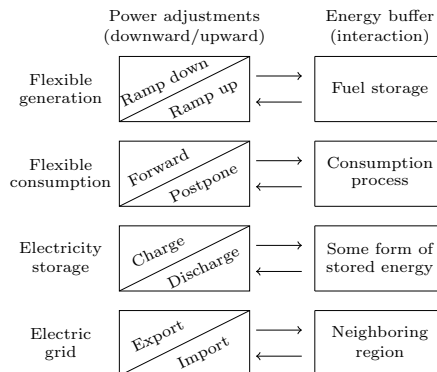 Power adjustments
(downward/upward)
Energy buffer
(interaction)
Flexible
generation
Ramp down
Ramp up
Fuel storage
Flexible
consumption
Forward
Postpone
Consumption
process
Electricity
storage
Charge
Discharge
Some form of
stored energy
Electric
grid
Export
Import
Neighboring
region